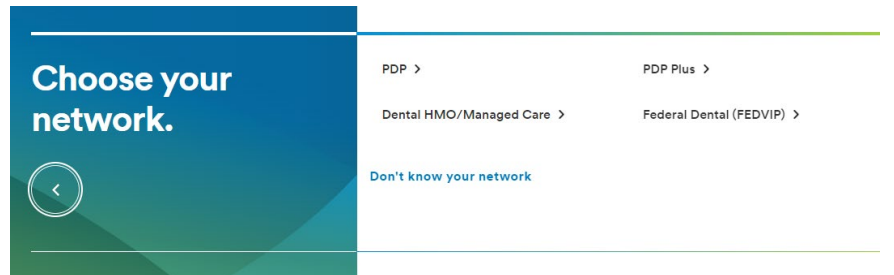 Choose your
network.
PDP >
PDP Plus >
Dental HMO/Managed Care >
Federal Dental (FEDVIP) >
Don't know your network